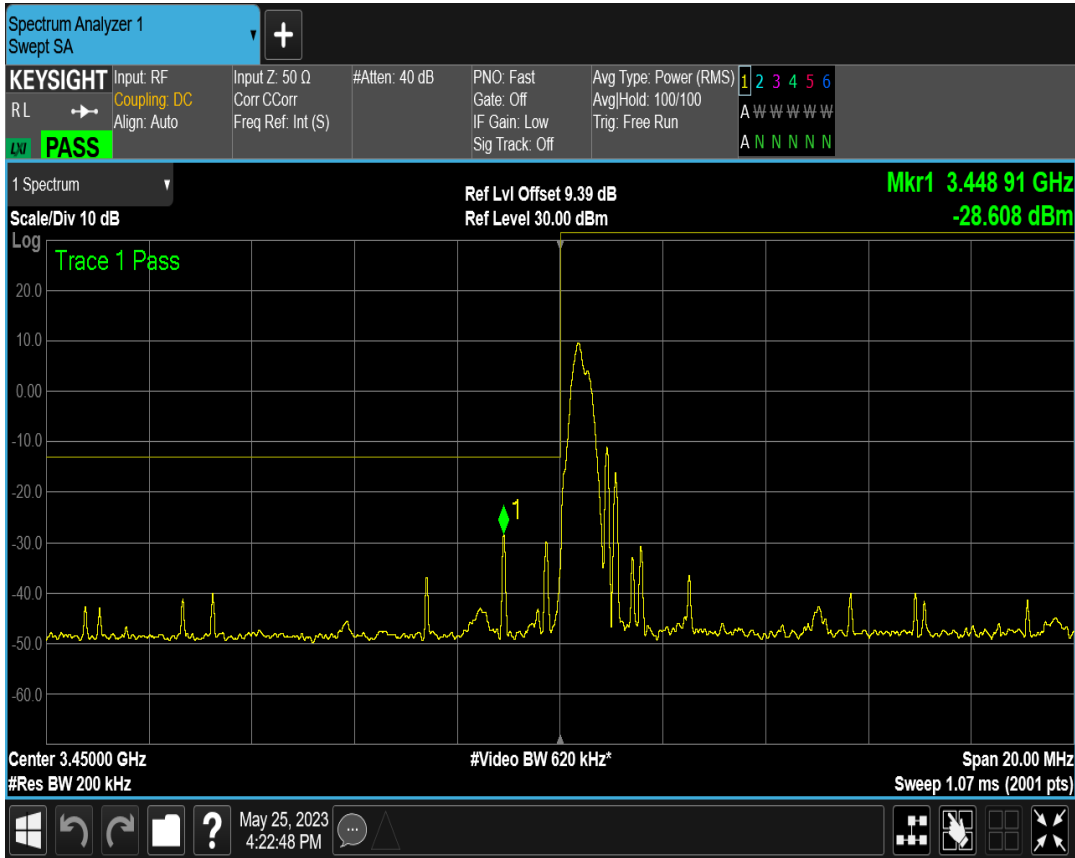 Spectrum Analyzer 1
Swept SA
+
KEYSIGHT
RL
LXI PASS
Input: RF
Coupling: DC
Align: Auto
Input Z: 50 Ω
Corr CCorr
Freq Ref: Int (S)
#Atten: 40 dB
PNO: Fast
Gate: Off
IF Gain: Low
Sig Track: Off
Avg Type: Power (RMS)
Avg|Hold: 100/100
Trig: Free Run
1 2 3 4 5 6
A W W W W W
A N N N N N
1 Spectrum
Scale/Div 10 dB
Ref Lvl Offset 9.39 dB
Ref Level 30.00 dBm
Mkr1 3.448 91 GHz
-28.608 dBm
Log
Trace 1 Pass
20.0
10.0
0.00
-10.0
-20.0
1
-30.0
-40.0
-50.0
-60.0
Center 3.45000 GHz
#Res BW 200 kHz
#Video BW 620 kHz*
Span 20.00 MHz
Sweep 1.07 ms (2001 pts)
?
May 25, 2023
4:22:48 PM